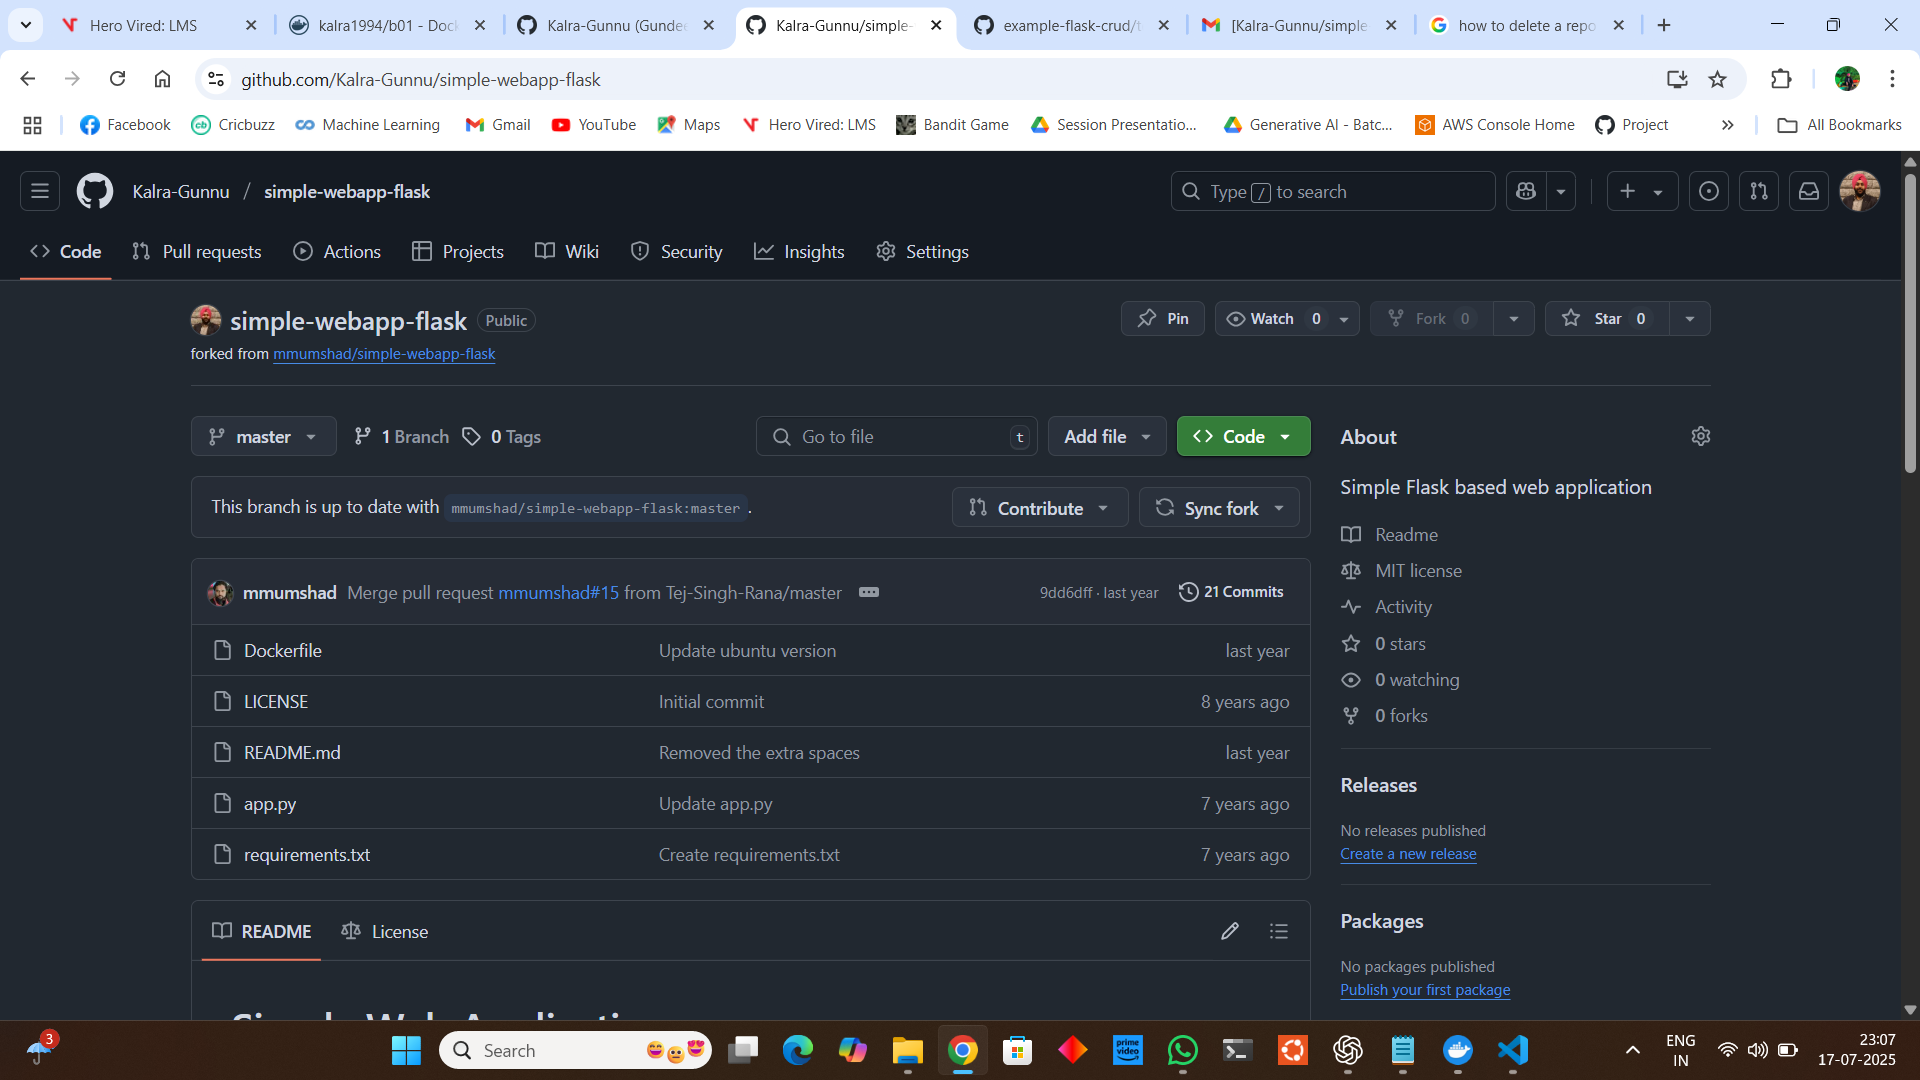 Hero Vired: LMS
kalra1994/b01 - Doc
Kalra-Gunnu (Gunde
Kalra-Gunnu/simple-
example-flask-crud/
[Kalra-Gunnu/simple
how to delete a repo
github.com/Kalra-Gunnu/simple-webapp-flask
Facebook
Cricbuzz
Machine Learning
Gmail
YouTube
Maps
Hero Vired: LMS
Bandit Game
Session Presentatio...
Generative AI - Batc...
AWS Console Home
Project
All Bookmarks
Kalra-Gunnu / simple-webapp-flask
Type / to search
Code
Pull requests
Actions
Projects
Wiki
Security
Insights
Settings
simple-webapp-flask Public
Pin
Watch 0
Fork 0
Star 0
forked from mmumshad/simple-webapp-flask
master
1 Branch
0 Tags
Go to file t
Add file
Code
This branch is up to date with mmumshad/simple-webapp-flask:master .
Contribute
Sync fork
mmumshad Merge pull request mmumshad#15 from Tej-Singh-Rana/master
9dd6dff · last year
21 Commits
Dockerfile Update ubuntu version last year
LICENSE Initial commit 8 years ago
README.md Removed the extra spaces last year
app.py Update app.py 7 years ago
requirements.txt Create requirements.txt 7 years ago
README
License
About
Simple Flask based web application
Readme
MIT license
Activity
0 stars
0 watching
0 forks
Releases
No releases published
Create a new release
Packages
No packages published
Publish your first package
Simple Web Application
3
Search
prime video
ENG
IN
23:07
17-07-2025